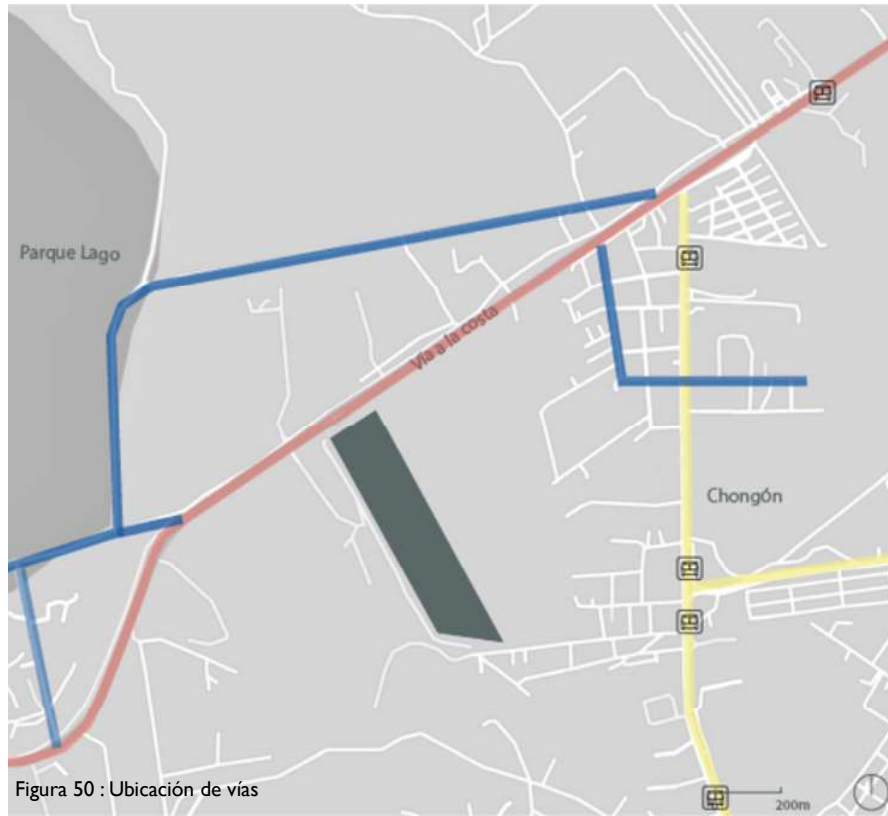 Parque Lago
Vía a la costa
Chongón
Figura 50 : Ubicación de vías
200m